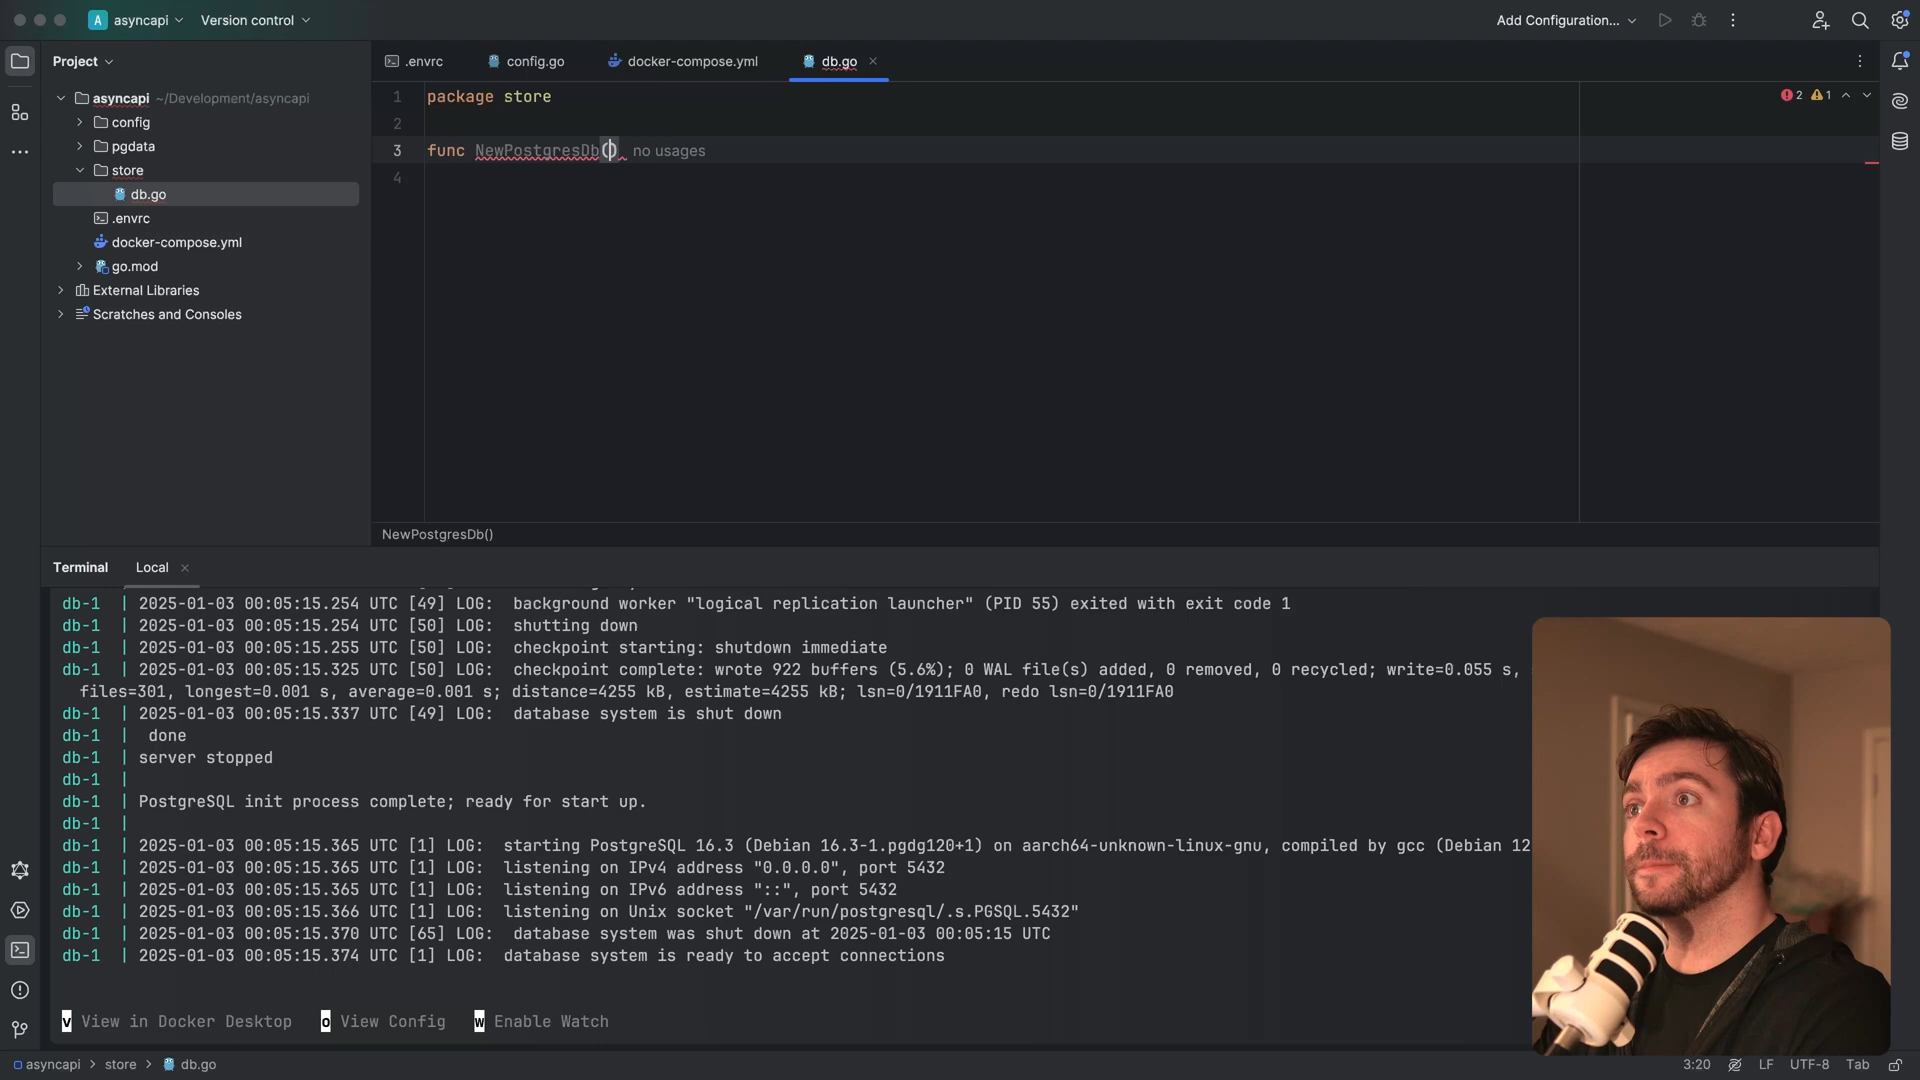 A asyncapi
Version control
Add Configuration...
Project
.envrc
config.go
docker-compose.yml
db.go
asyncapi ~/Development/asyncapi
config
pgdata
store
db.go
.envrc
docker-compose.yml
go.mod
External Libraries
Scratches and Consoles
1 package store
2 1
2
3 func NewPostgresDb() no usages
4
NewPostgresDb()
Terminal
Local
db-1 | 2025-01-03 00:05:15.254 UTC [49] LOG: background worker "logical replication launcher" (PID 55) exited with exit code 1
db-1 | 2025-01-03 00:05:15.254 UTC [50] LOG: shutting down
db-1 | 2025-01-03 00:05:15.255 UTC [50] LOG: checkpoint starting: shutdown immediate
db-1 | 2025-01-03 00:05:15.325 UTC [50] LOG: checkpoint complete: wrote 922 buffers (5.6%); 0 WAL file(s) added, 0 removed, 0 recycled; write=0.055 s,
files=301, longest=0.001 s, average=0.001 s; distance=4255 kB, estimate=4255 kB; lsn=0/1911FA0, redo lsn=0/1911FA0
db-1 | 2025-01-03 00:05:15.337 UTC [49] LOG: database system is shut down
db-1 | done
db-1 | server stopped
db-1 |
db-1 | PostgreSQL init process complete; ready for start up.
db-1 |
db-1 | 2025-01-03 00:05:15.365 UTC [1] LOG: starting PostgreSQL 16.3 (Debian 16.3-1.pgdg120+1) on aarch64-unknown-linux-gnu, compiled by gcc (Debian 12
db-1 | 2025-01-03 00:05:15.365 UTC [1] LOG: listening on IPv4 address "0.0.0.0", port 5432
db-1 | 2025-01-03 00:05:15.365 UTC [1] LOG: listening on IPv6 address "::", port 5432
db-1 | 2025-01-03 00:05:15.366 UTC [1] LOG: listening on Unix socket "/var/run/postgresql/.s.PGSQL.5432"
db-1 | 2025-01-03 00:05:15.370 UTC [65] LOG: database system was shut down at 2025-01-03 00:05:15 UTC
db-1 | 2025-01-03 00:05:15.374 UTC [1] LOG: database system is ready to accept connections
v View in Docker Desktop o View Config w Enable Watch
asyncapi > store > db.go
3:20 LF UTF-8 Tab